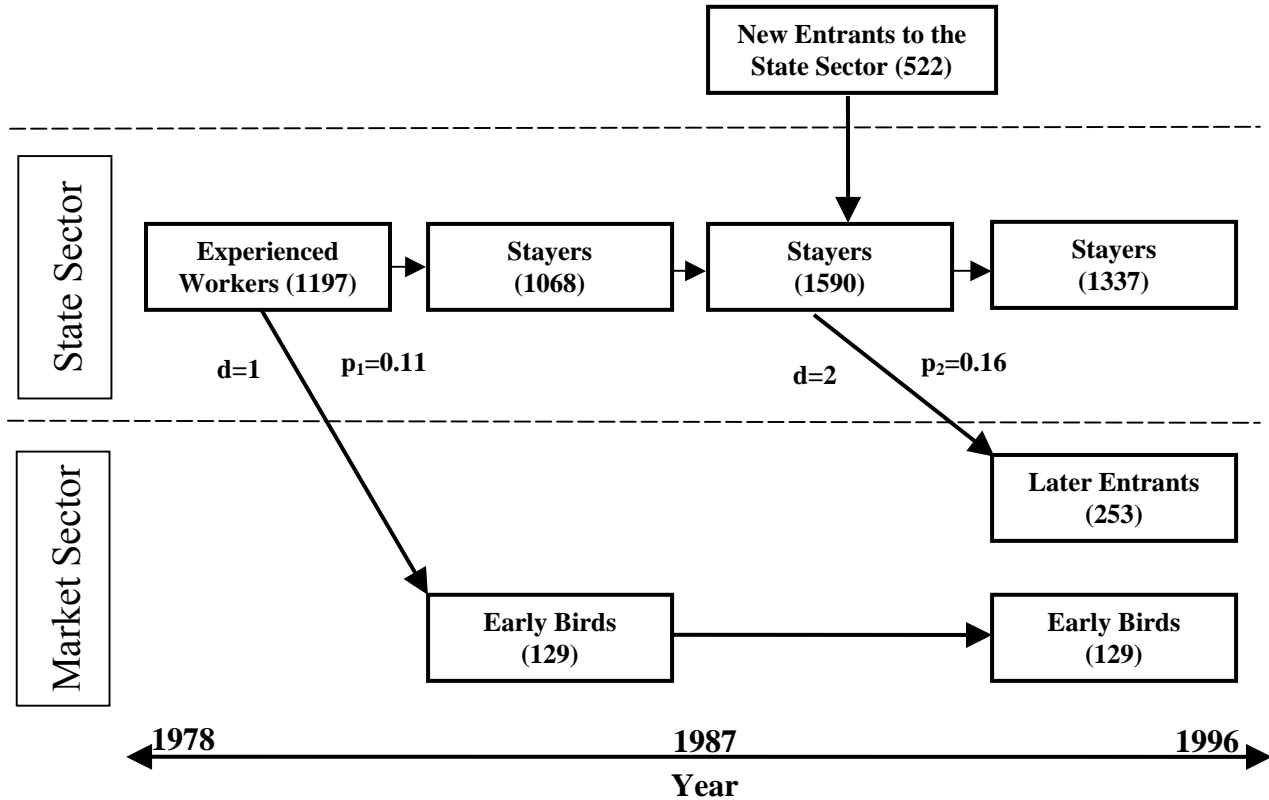 New Entrants to the
State Sector (522)
State Sector
Experienced
Workers (1197)
Stayers
(1068)
Stayers
(1590)
Stayers
(1337)
d=1
p₁=0.11
d=2
p₂=0.16
Market Sector
Later Entrants
(253)
Early Birds
(129)
Early Birds
(129)
1978
1987
1996
Year